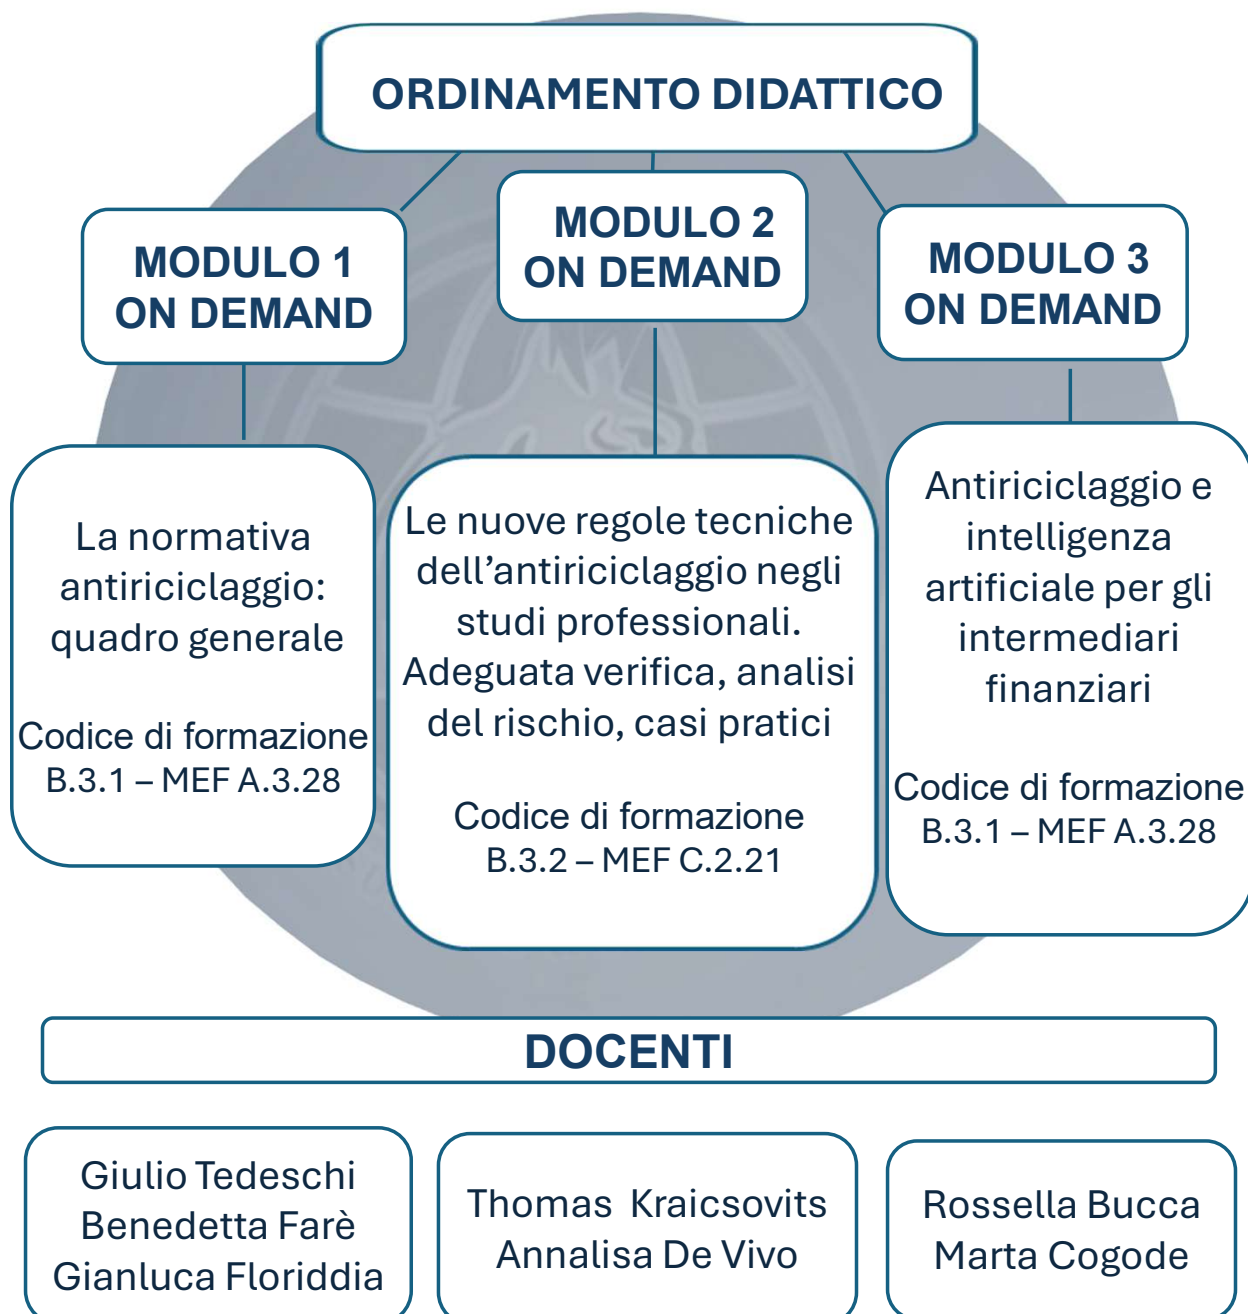 ORDINAMENTO DIDATTICO
MODULO 1
ON DEMAND
MODULO 2
ON DEMAND
MODULO 3
ON DEMAND
La normativa
antiriciclaggio:
quadro generale
Codice di formazione
B.3.1 – MEF A.3.28
Le nuove regole tecniche
dell’antiriciclaggio negli
studi professionali.
Adeguata verifica, analisi
del rischio, casi pratici
Codice di formazione
B.3.2 – MEF C.2.21
Antiriciclaggio e
intelligenza
artificiale per gli
intermediari
finanziari
Codice di formazione
B.3.1 – MEF A.3.28
DOCENTI
Giulio Tedeschi
Benedetta Farè
Gianluca Floriddia
Thomas Kraicsovits
Annalisa De Vivo
Rossella Bucca
Marta Cogode